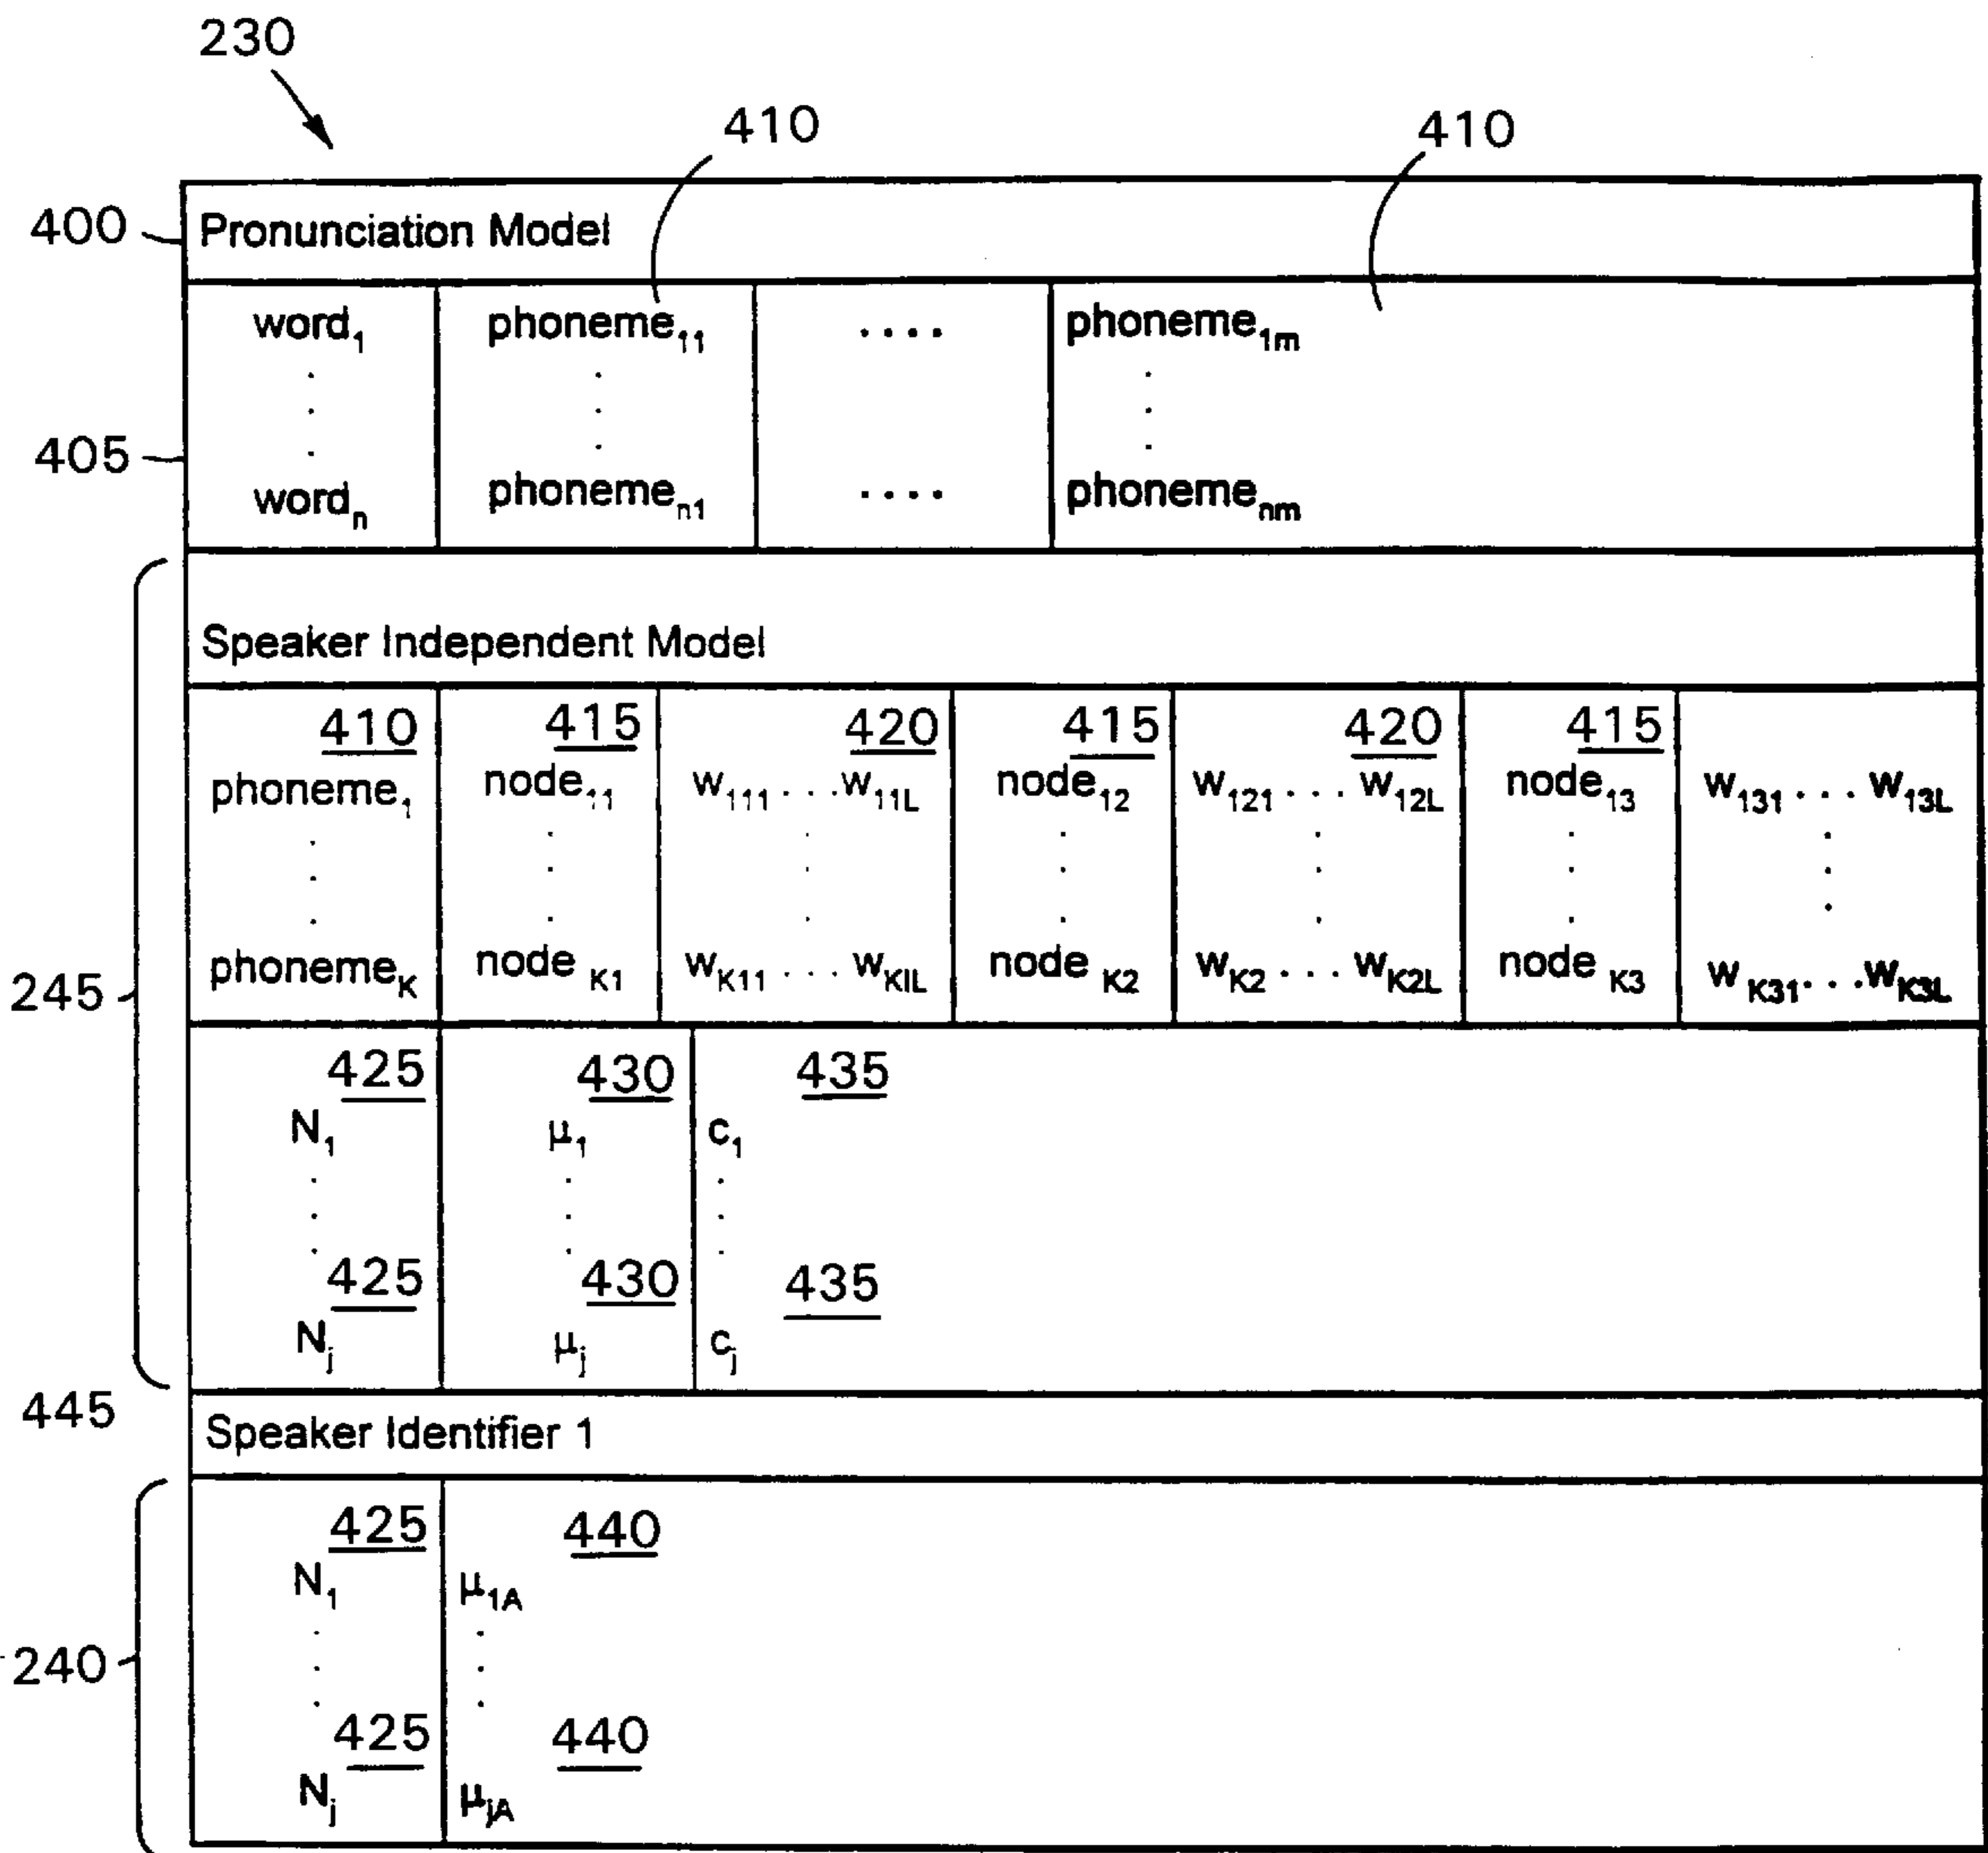 230
410 410
400 Pronunciation Model
word₁ phoneme₁₁ .... phoneme₁ₘ
405
wordₙ phonemeₙ₁ .... phonemeₙₘ
Speaker Independent Model
410 415 420 415 420 415
phoneme₁ node₁₁ w₁₁₁ ... w₁₁L node₁₂ w₁₂₁ ... w₁₂L node₁₃ w₁₃₁ ... w₁₃L
phonemeK node K1 wK11 ... wKIL node K2 wK2 ... wK2L node K3 w K31 ... wK3L
245
425 430 435
N₁ μ₁ c₁
425 430 435
Nⱼ μⱼ cⱼ
445 Speaker Identifier 1
425 440
N₁ μ₁A
240
425 440
Nⱼ μjA